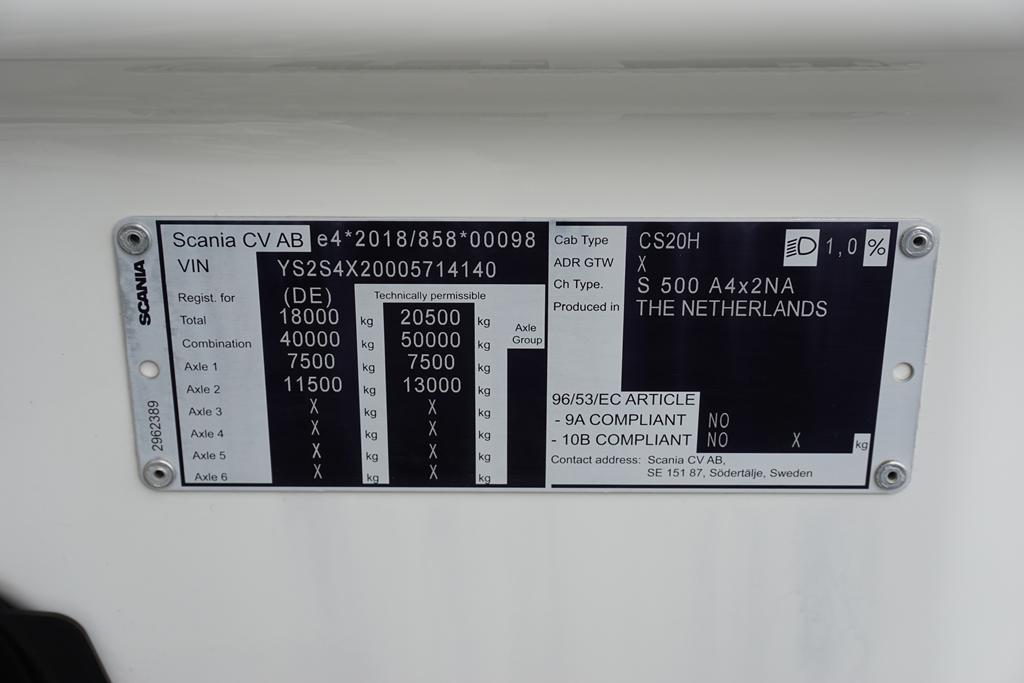 SCANIA
2962389
Scania CV AB e4*2018/858*00098
VIN YS2S4X20005714140
Regist. for (DE) Technically permissible
Total 18000 kg 20500 kg Axle Group
Combination 40000 kg 50000 kg
Axle 1 7500 kg 7500 kg
Axle 2 11500 kg 13000 kg
Axle 3 X kg X kg
Axle 4 X kg X kg
Axle 5 X kg X kg
Axle 6 X kg X kg
Cab Type CS20H 1,0 %
ADR GTW X
Ch Type. S 500 A4x2NA
Produced in THE NETHERLANDS
96/53/EC ARTICLE
- 9A COMPLIANT NO
- 10B COMPLIANT NO X kg
Contact address: Scania CV AB,
SE 151 87, Södertälje, Sweden